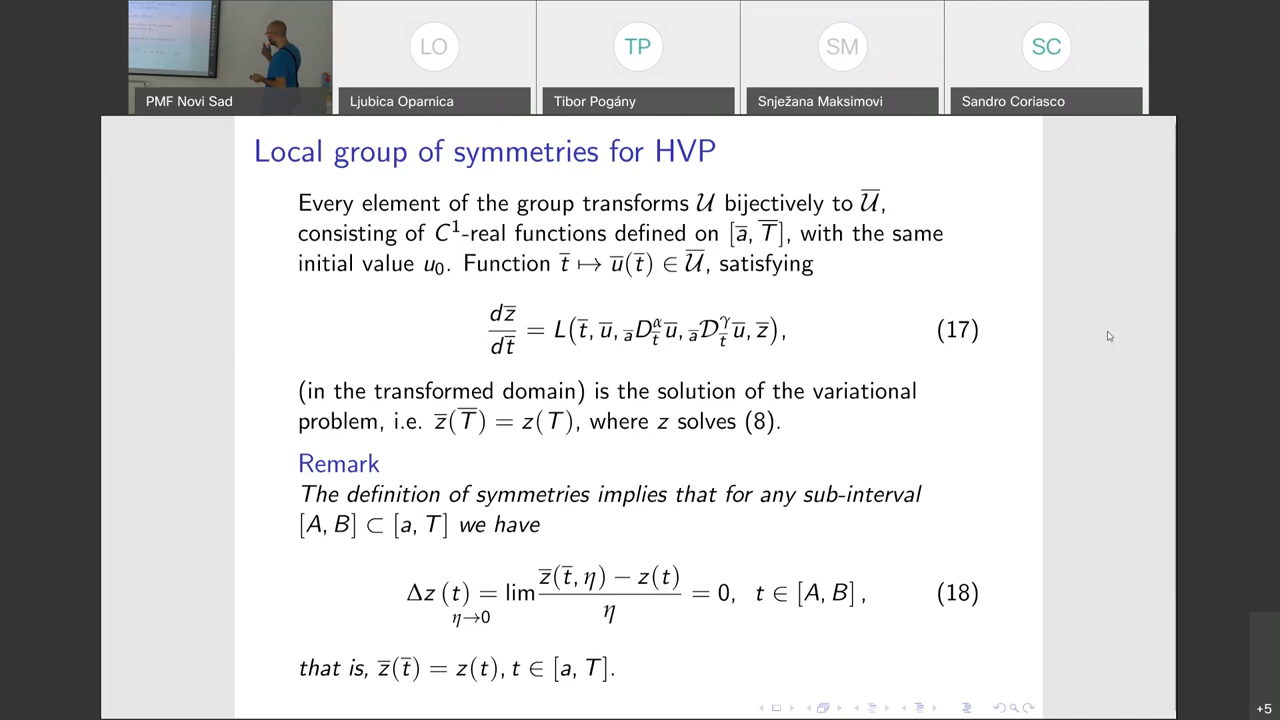 LO
TP
SM
SC
PMF Novi Sad
Ljubica Oparnica
Tibor Pogány
Snježana Maksimovi
Sandro Coriasco
Local group of symmetries for HVP
Every element of the group transforms 𝒰 bijectively to 𝒰̅,
consisting of C¹-real functions defined on [a̅, T̅], with the same
initial value u₀. Function t̅ ↦ u̅(t̅) ∈ 𝒰̅, satisfying
dz̅/dt̅ = L(t̅, u̅, a̅D^α_t̅ u̅, a̅𝒟^γ_t̅ u̅, z̅), (17)
(in the transformed domain) is the solution of the variational
problem, i.e. z̅(T̅) = z(T), where z solves (8).
Remark
The definition of symmetries implies that for any sub-interval
[A, B] ⊂ [a, T] we have
Δz (t) = lim (z̅(t̅, η) − z(t))/η = 0, t ∈ [A, B], (18)
η→0
that is, z̅(t̅) = z(t), t ∈ [a, T].
+5